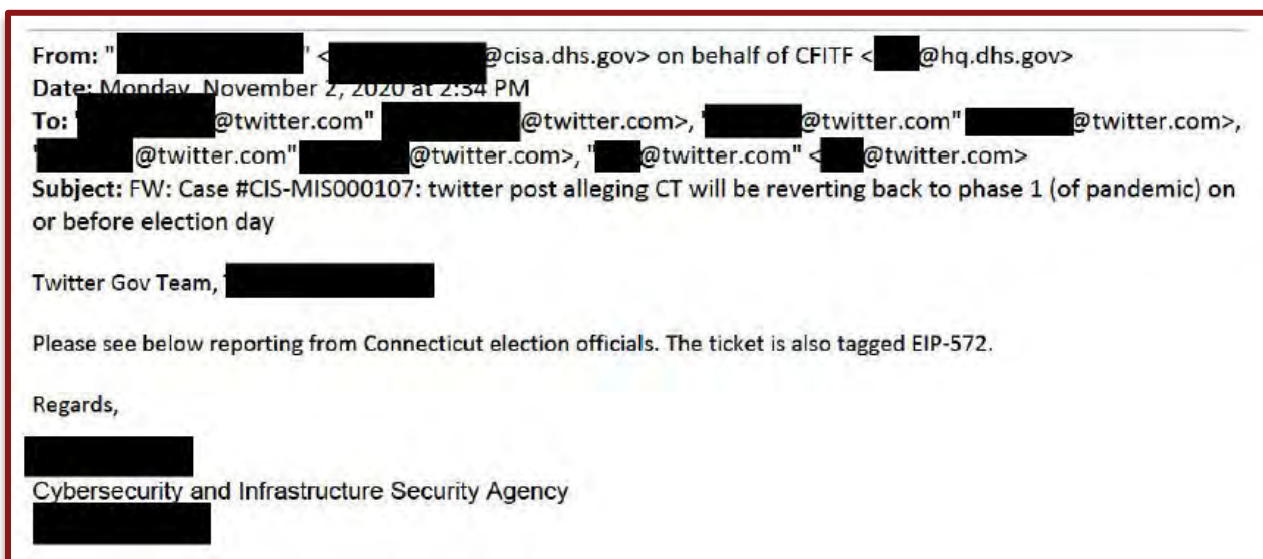 From: " " < @cisa.dhs.gov> on behalf of CFITF < @hq.dhs.gov>
Date: Monday, November 2, 2020 at 2:34 PM
To: " @twitter.com" @twitter.com>, " @twitter.com" @twitter.com>,
" @twitter.com" @twitter.com>, " @twitter.com" < @twitter.com>
Subject: FW: Case #CIS-MIS000107: twitter post alleging CT will be reverting back to phase 1 (of pandemic) on
or before election day
Twitter Gov Team,
Please see below reporting from Connecticut election officials. The ticket is also tagged EIP-572.
Regards,
Cybersecurity and Infrastructure Security Agency